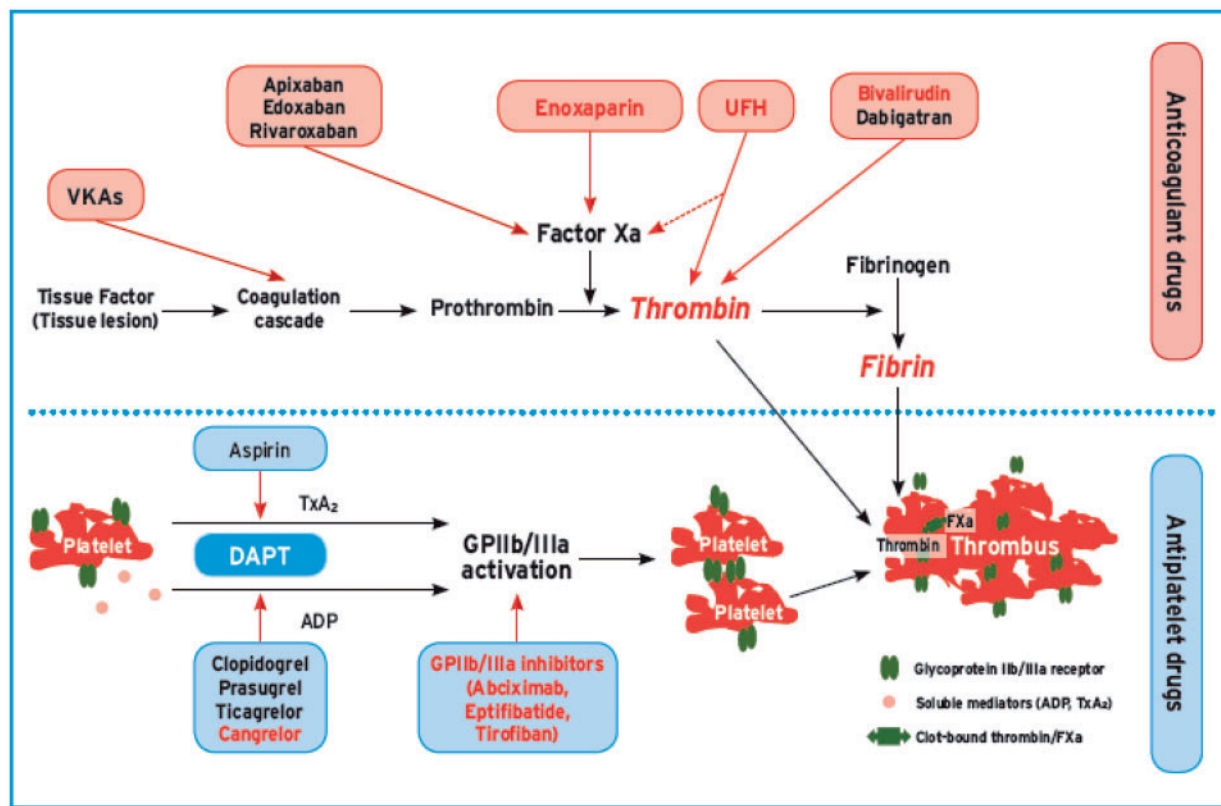 Apixaban
Edoxaban
Rivaroxaban
Enoxaparin
UFH
Bivalirudin
Dabigatran
VKAs
Factor Xa
Fibrinogen
Tissue Factor
(Tissue lesion)
Coagulation
cascade
Prothrombin
Thrombin
Fibrin
Anticoagulant drugs
Aspirin
TxA₂
Platelet
DAPT
GPIIb/IIIa
activation
ADP
Clopidogrel
Prasugrel
Ticagrelor
Cangrelor
GPIIb/IIIa inhibitors
(Abciximab,
Eptifibatide,
Tirofiban)
Platelet
Platelet
FXa
Thrombin
Thrombus
Glycoprotein IIb/IIIa receptor
Soluble mediators (ADP, TxA₂)
Clot-bound thrombin/FXa
Antiplatelet drugs